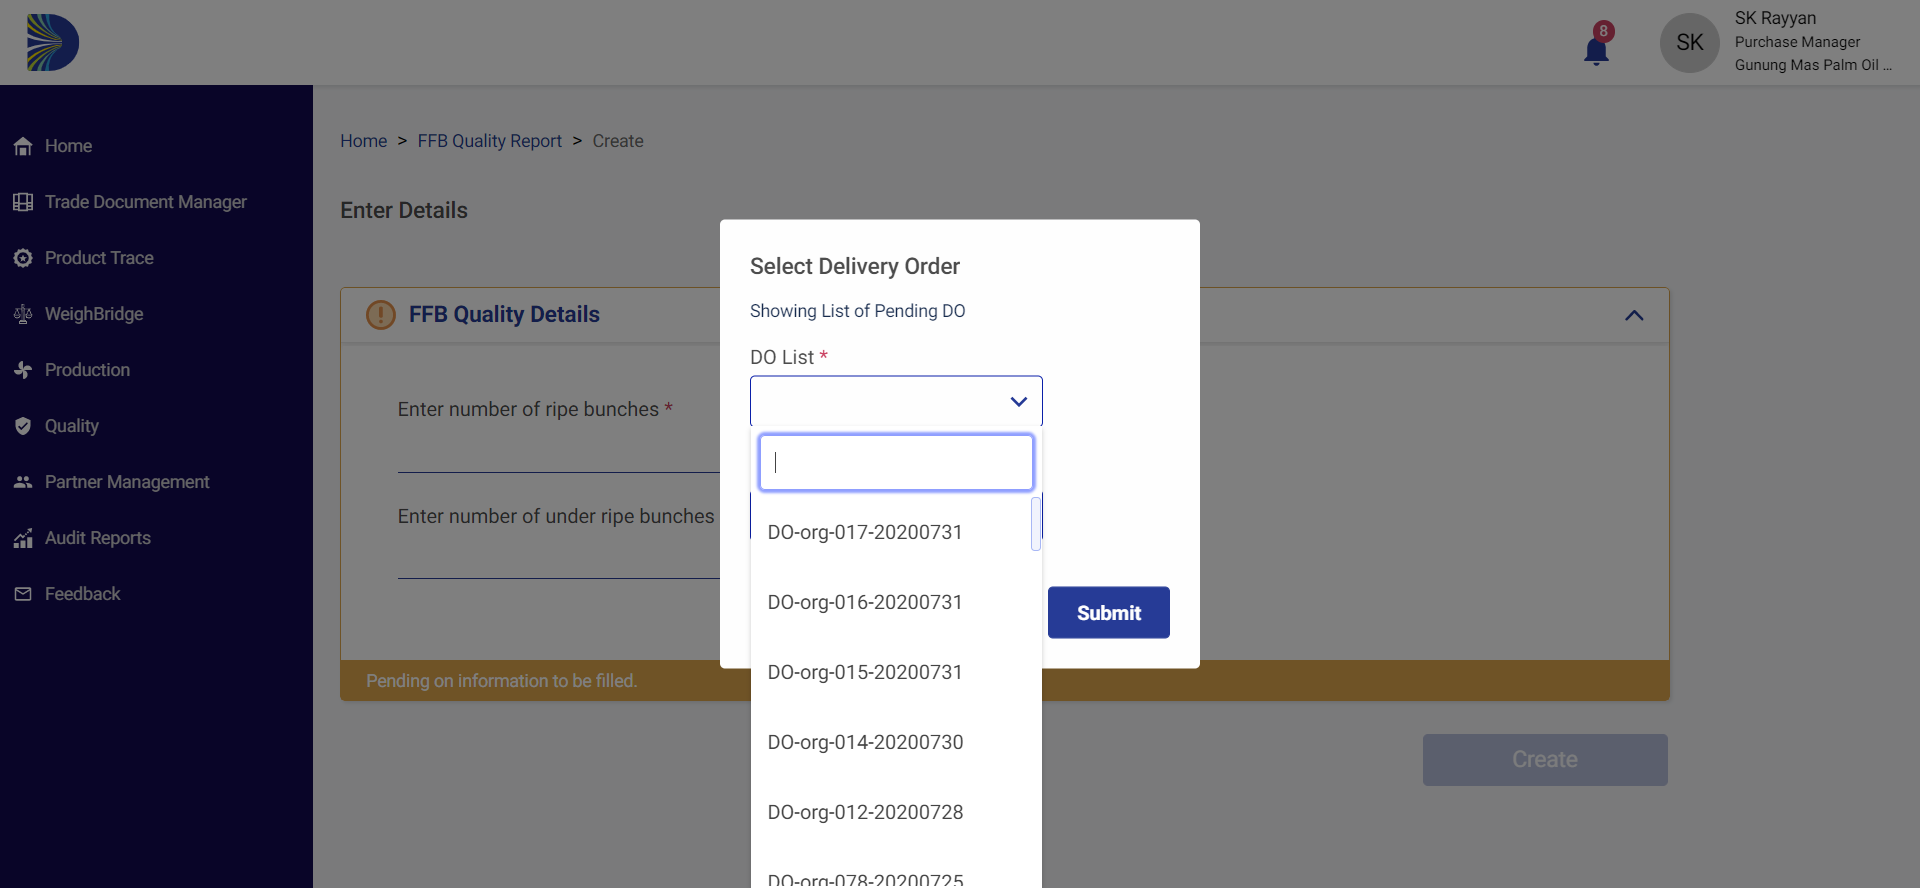 8
SK
SK Rayyan
Purchase Manager
Gunung Mas Palm Oil ...
Home
Trade Document Manager
Product Trace
WeighBridge
Production
Quality
Partner Management
Audit Reports
Feedback
Home > FFB Quality Report > Create
Enter Details
FFB Quality Details
Enter number of ripe bunches *
Enter number of under ripe bunches
Pending on information to be filled.
Create
Select Delivery Order
Showing List of Pending DO
DO List *
DO-org-017-20200731
DO-org-016-20200731
DO-org-015-20200731
DO-org-014-20200730
DO-org-012-20200728
DO-org-078-20200725
Submit